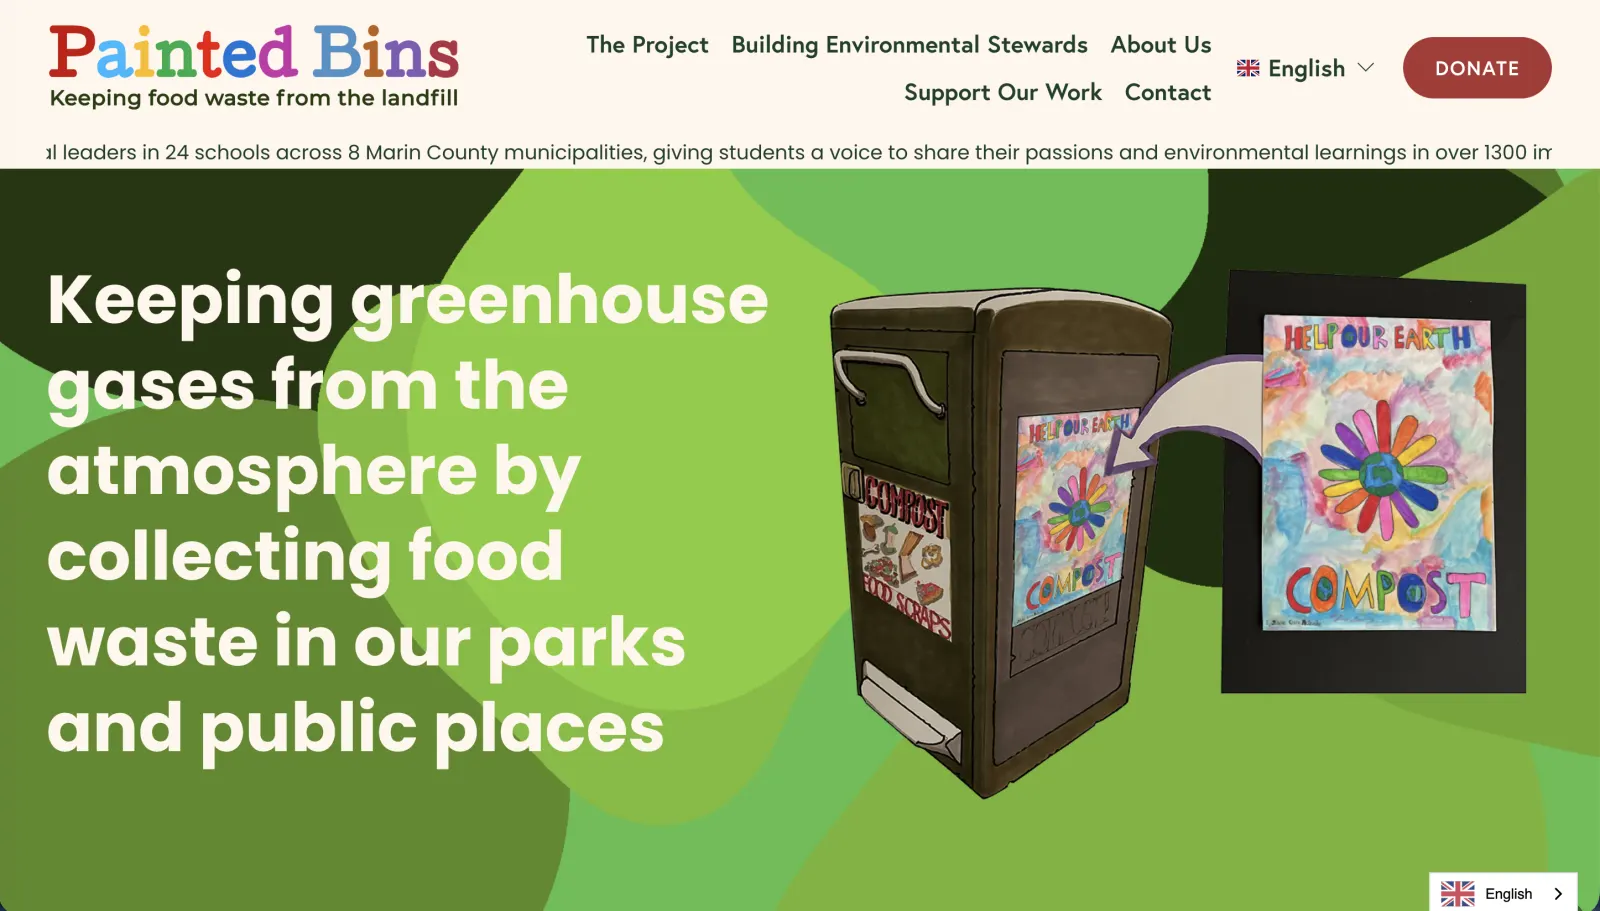 Painted Bins
Keeping food waste from the landfill
The Project Building Environmental Stewards About Us
Support Our Work Contact
English
DONATE
leaders in 24 schools across 8 Marin County municipalities, giving students a voice to share their passions and environmental learnings in over 1300
Keeping greenhouse
gases from the
atmosphere by
collecting food
waste in our parks
and public places
COMPOST
FOOD SCRAPS
HELP OUR EARTH
COMPOST
HELP OUR EARTH
COMPOST
English